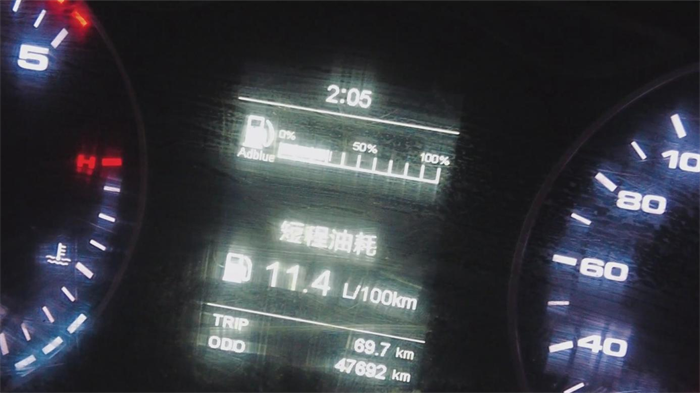 5
2:05
0% 50% 100%
Adblue
H
短程油耗
11.4 L/100km
TRIP 69.7 km
ODO 47692 km
80
60
40